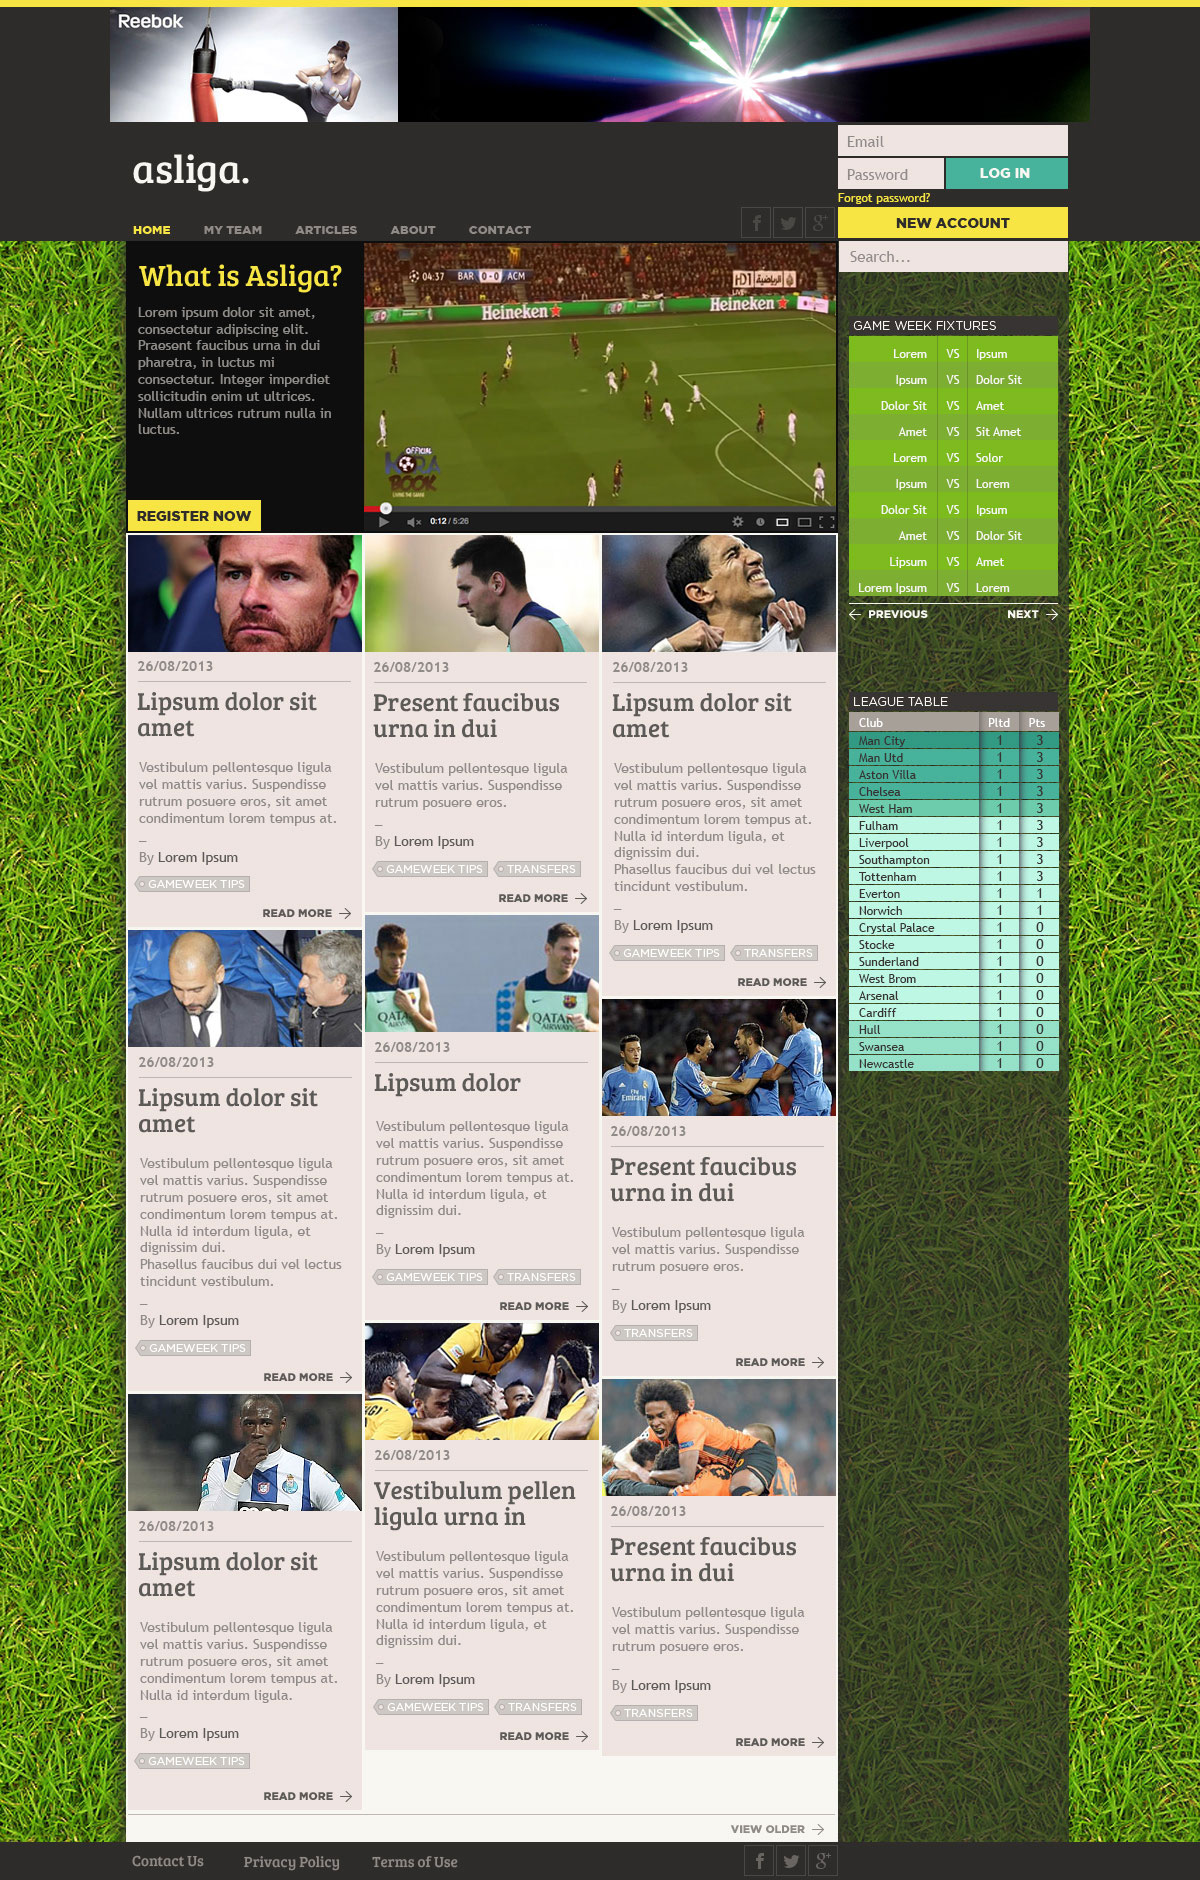 Reebok
Email
Password
LOG IN
Forgot password?
NEW ACCOUNT
asliga.
HOME
MY TEAM
ARTICLES
ABOUT
CONTACT
Search...
What is Asliga?
Lorem ipsum dolor sit amet,
consectetur adipiscing elit.
Praesent faucibus urna in dui
pharetra, in luctus mi
consectetur. Integer imperdiet
sollicitudin enim ut ultrices.
Nullam ultrices rutrum nulla in
luctus.
REGISTER NOW
04:37 BAR 0-0 ACM
HD1 الرياضية
Heineken
Heineken
OFFICIAL
KORA
BOOK
LIVING THE GAME
0:12 / 5:26
26/08/2013
Lipsum dolor sit
amet
Vestibulum pellentesque ligula
vel mattis varius. Suspendisse
rutrum posuere eros, sit amet
condimentum lorem tempus at.
–
By Lorem Ipsum
GAMEWEEK TIPS
READ MORE
26/08/2013
Lipsum dolor sit
amet
Vestibulum pellentesque ligula
vel mattis varius. Suspendisse
rutrum posuere eros, sit amet
condimentum lorem tempus at.
Nulla id interdum ligula, et
dignissim dui.
Phasellus faucibus dui vel lectus
tincidunt vestibulum.
–
By Lorem Ipsum
GAMEWEEK TIPS
READ MORE
26/08/2013
Lipsum dolor sit
amet
Vestibulum pellentesque ligula
vel mattis varius. Suspendisse
rutrum posuere eros, sit amet
condimentum lorem tempus at.
Nulla id interdum ligula.
–
By Lorem Ipsum
GAMEWEEK TIPS
READ MORE
26/08/2013
Present faucibus
urna in dui
Vestibulum pellentesque ligula
vel mattis varius. Suspendisse
rutrum posuere eros.
–
By Lorem Ipsum
GAMEWEEK TIPS
TRANSFERS
READ MORE
QATAR
AIRWAYS
QATAR
AIRWAYS
26/08/2013
Lipsum dolor
Vestibulum pellentesque ligula
vel mattis varius. Suspendisse
rutrum posuere eros, sit amet
condimentum lorem tempus at.
Nulla id interdum ligula, et
dignissim dui.
–
By Lorem Ipsum
GAMEWEEK TIPS
TRANSFERS
READ MORE
26/08/2013
Vestibulum pellen
ligula urna in
Vestibulum pellentesque ligula
vel mattis varius. Suspendisse
rutrum posuere eros, sit amet
condimentum lorem tempus at.
Nulla id interdum ligula, et
dignissim dui.
–
By Lorem Ipsum
GAMEWEEK TIPS
TRANSFERS
READ MORE
26/08/2013
Lipsum dolor sit
amet
Vestibulum pellentesque ligula
vel mattis varius. Suspendisse
rutrum posuere eros, sit amet
condimentum lorem tempus at.
Nulla id interdum ligula, et
dignissim dui.
Phasellus faucibus dui vel lectus
tincidunt vestibulum.
–
By Lorem Ipsum
GAMEWEEK TIPS
TRANSFERS
READ MORE
Fly
Emirates
26/08/2013
Present faucibus
urna in dui
Vestibulum pellentesque ligula
vel mattis varius. Suspendisse
rutrum posuere eros.
–
By Lorem Ipsum
TRANSFERS
READ MORE
26/08/2013
Present faucibus
urna in dui
Vestibulum pellentesque ligula
vel mattis varius. Suspendisse
rutrum posuere eros.
–
By Lorem Ipsum
TRANSFERS
READ MORE
VIEW OLDER
GAME WEEK FIXTURES
Lorem VS Ipsum
Ipsum VS Dolor Sit
Dolor Sit VS Amet
Amet VS Sit Amet
Lorem VS Solor
Ipsum VS Lorem
Dolor Sit VS Ipsum
Amet VS Dolor Sit
Lipsum VS Amet
Lorem Ipsum VS Lorem
PREVIOUS
NEXT
LEAGUE TABLE
Club Pltd Pts
Man City 1 3
Man Utd 1 3
Aston Villa 1 3
Chelsea 1 3
West Ham 1 3
Fulham 1 3
Liverpool 1 3
Southampton 1 3
Tottenham 1 3
Everton 1 1
Norwich 1 1
Crystal Palace 1 0
Stocke 1 0
Sunderland 1 0
West Brom 1 0
Arsenal 1 0
Cardiff 1 0
Hull 1 0
Swansea 1 0
Newcastle 1 0
Contact Us
Privacy Policy
Terms of Use